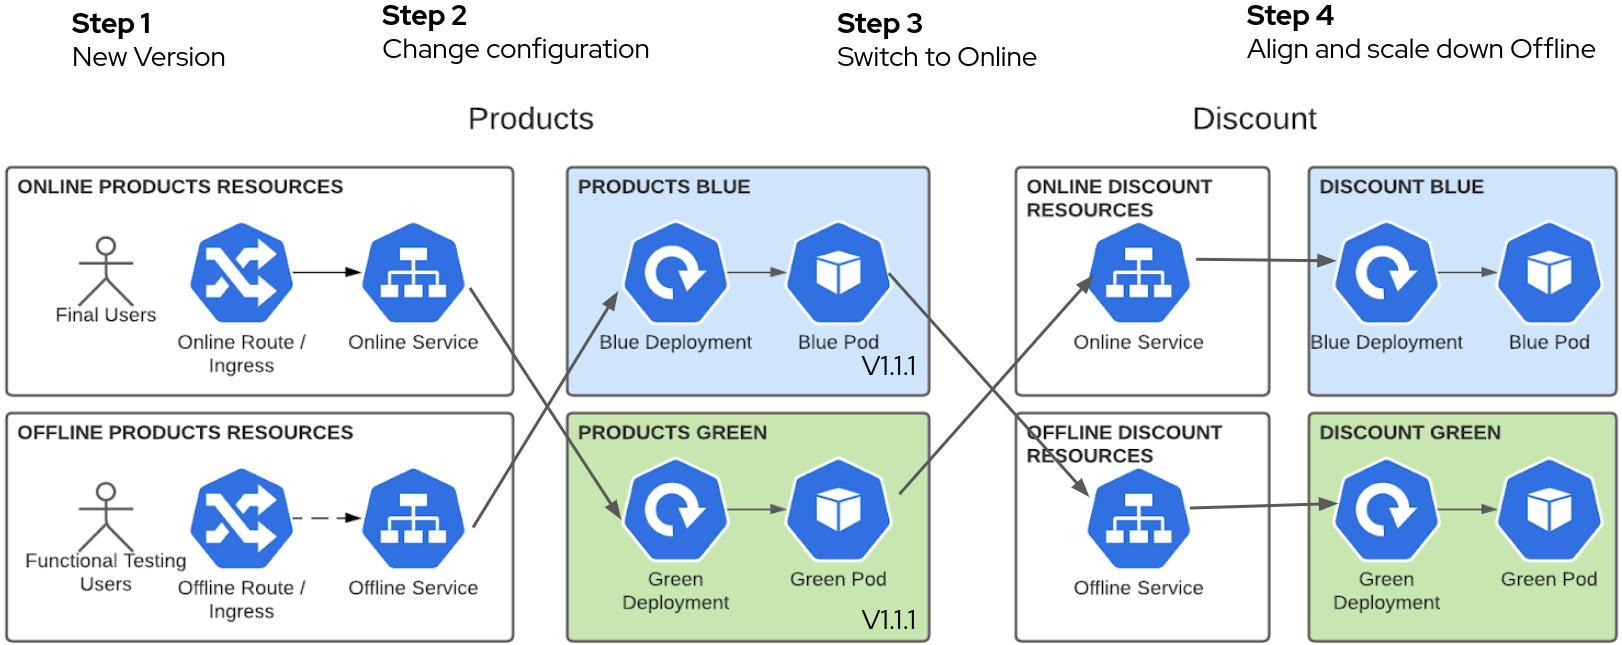 Step 1
New Version
Step 2
Change configuration
Step 3
Switch to Online
Step 4
Align and scale down Offline
Products
Discount
ONLINE PRODUCTS RESOURCES
Final Users
Online Route /
Ingress
Online Service
PRODUCTS BLUE
Blue Deployment
Blue Pod
V1.1.1
ONLINE DISCOUNT
RESOURCES
Online Service
DISCOUNT BLUE
Blue Deployment
Blue Pod
OFFLINE PRODUCTS RESOURCES
Functional Testing
Users
Offline Route /
Ingress
Offline Service
PRODUCTS GREEN
Green
Deployment
Green Pod
V1.1.1
OFFLINE DISCOUNT
RESOURCES
Offline Service
DISCOUNT GREEN
Green
Deployment
Green Pod